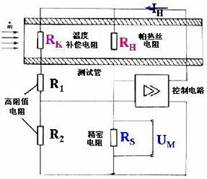 I_H
R_K
温度
补偿电阻
R_H
帕热丝
电阻
测试管
R_1
控制电路
高阻值
电阻
R_2
精密
电阻
R_S
U_M